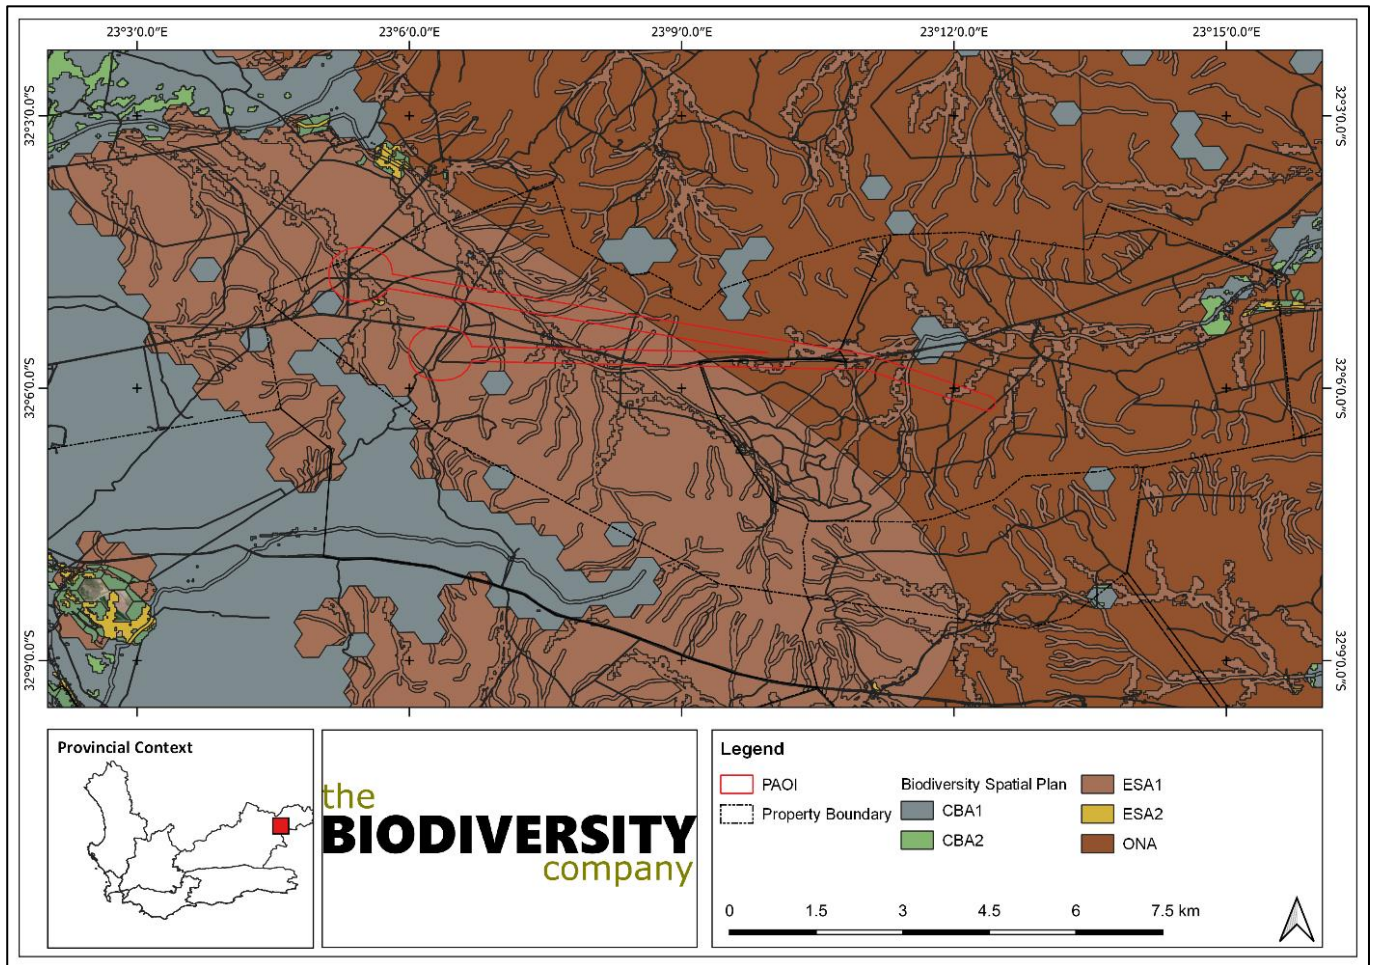 23°3'0.0"E 23°6'0.0"E 23°9'0.0"E 23°12'0.0"E 23°15'0.0"E
32°3'0.0"S 32°3'0.0"S
32°6'0.0"S 32°6'0.0"S
32°9'0.0"S 32°9'0.0"S
Provincial Context
the
BIODIVERSITY
company
Legend
PAOI
Property Boundary
Biodiversity Spatial Plan
CBA1
CBA2
ESA1
ESA2
ONA
0 1.5 3 4.5 6 7.5 km